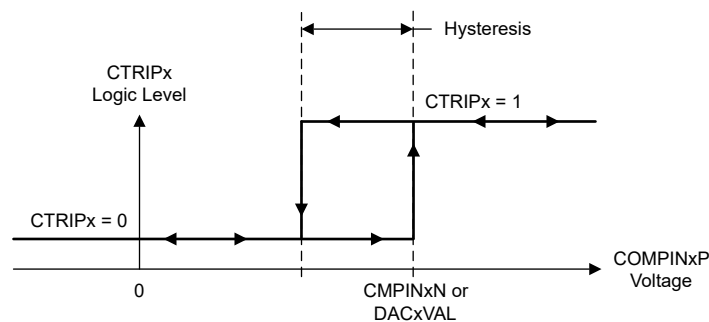 Hysteresis
CTRIPx
Logic Level
CTRIPx = 1
CTRIPx = 0
COMPINxP
Voltage
0
CMPINxN or
DACxVAL